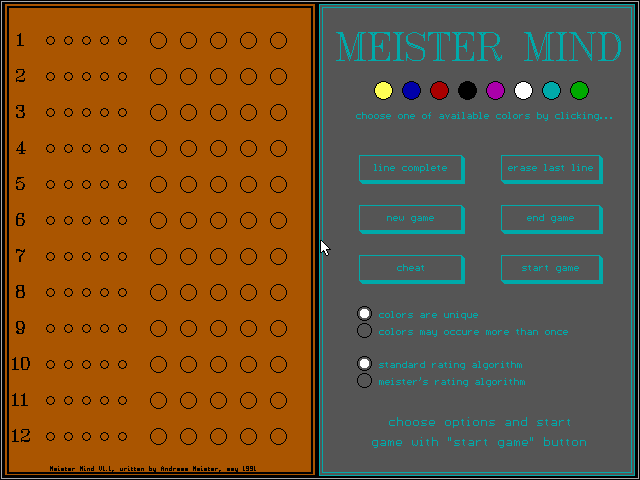 1
2
3
4
5
6
7
8
9
10
11
12
Meister Mind V1.1, written by Andreas Meister, may 1991
MEISTER MIND
choose one of available colors by clicking...
line complete
erase last line
new game
end game
cheat
start game
colors are unique
colors may occure more than once
standard rating algorithm
meister's rating algorithm
choose options and start
game with "start game" button